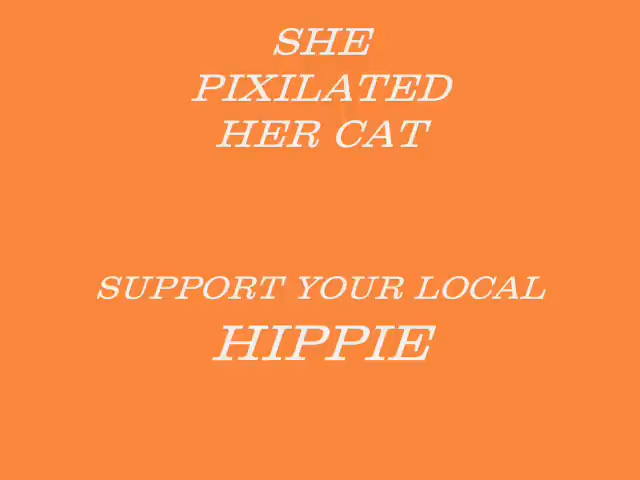 SHE
PIXILATED
HER CAT
SUPPORT YOUR LOCAL
HIPPIE